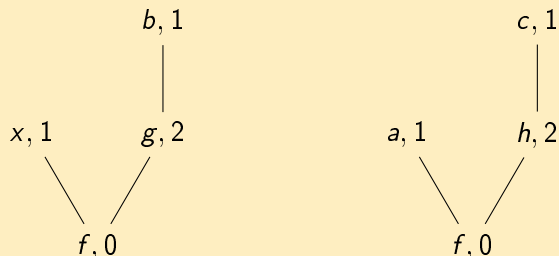 b, 1
c, 1
x, 1
g, 2
a, 1
h, 2
f, 0
f, 0